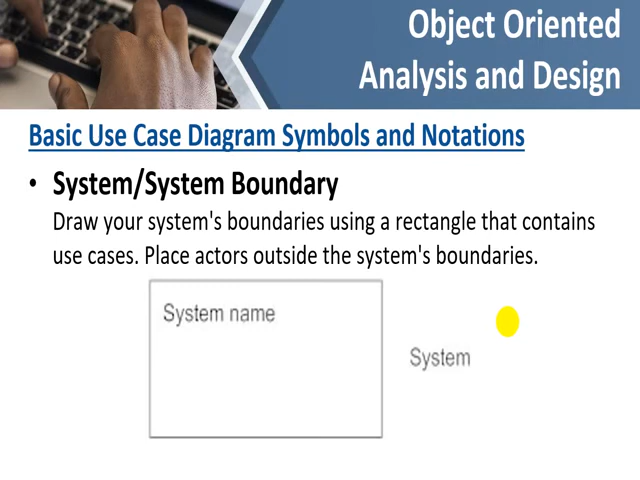 Object Oriented
Analysis and Design
Basic Use Case Diagram Symbols and Notations
• System/System Boundary
Draw your system's boundaries using a rectangle that contains
use cases. Place actors outside the system's boundaries.
System name
System